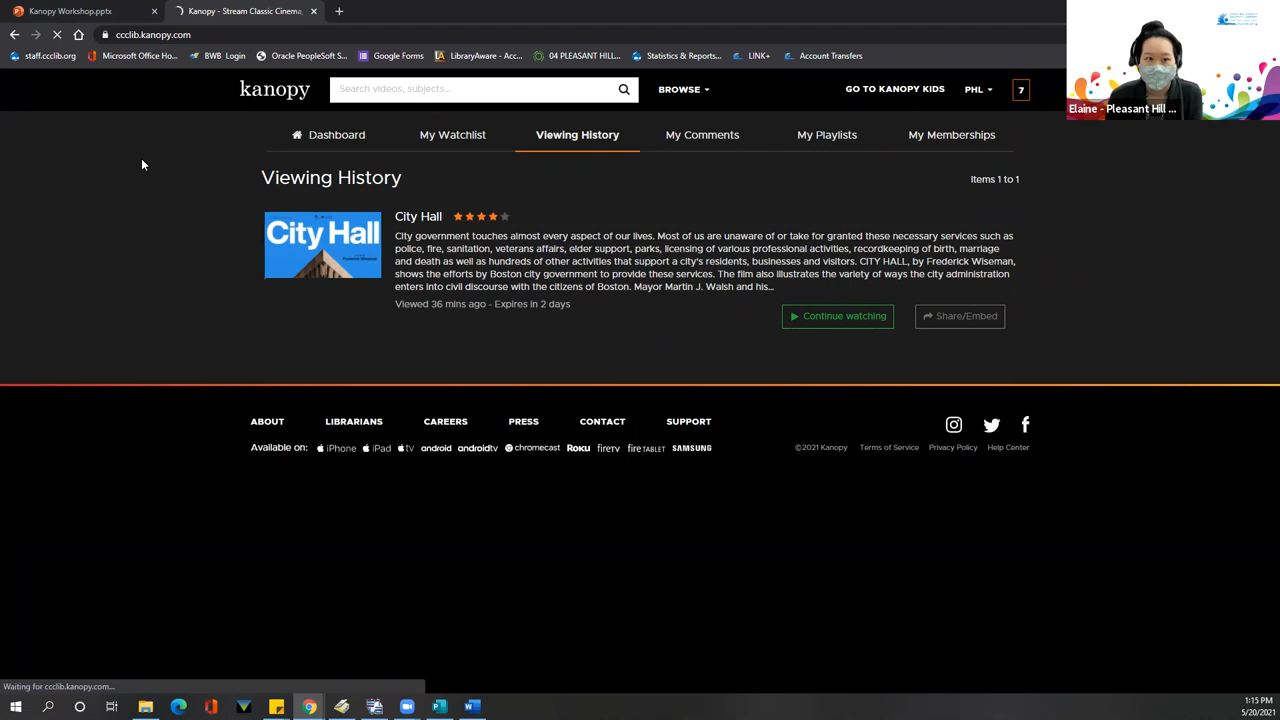 Kanopy Workshop.pptx
Kanopy - Stream Classic Cinema,
ccclib.kanopy.com
staff.ccclib.org
Microsoft Office Ho...
BWB Login
Oracle PeopleSoft S...
Google Forms
LibraryAware - Acc...
04 PLEASANT HILL...
Statistics & Reports...
LINK+
Account Transfers
kanopy
Search videos, subjects...
BROWSE
GO TO KANOPY KIDS
PHL
7
Elaine - Pleasant Hill ...
Dashboard
My Watchlist
Viewing History
My Comments
My Playlists
My Memberships
Viewing History
Items 1 to 1
City Hall
City Hall
City government touches almost every aspect of our lives. Most of us are unaware of or take for granted these necessary services such as
police, fire, sanitation, veterans affairs, elder support, parks, licensing of various professional activities, recordkeeping of birth, marriage
and death as well as hundreds of other activities that support a city's residents, businesses and visitors. CITY HALL, by Frederick Wiseman,
shows the efforts by Boston city government to provide these services. The film also illustrates the variety of ways the city administration
enters into civil discourse with the citizens of Boston. Mayor Martin J. Walsh and his...
Viewed 36 mins ago - Expires in 2 days
Continue watching
Share/Embed
ABOUT
LIBRARIANS
CAREERS
PRESS
CONTACT
SUPPORT
Available on:
iPhone
iPad
tv
android
androidtv
chromecast
Roku
firetv
fireTABLET
SAMSUNG
©2021 Kanopy
Terms of Service
Privacy Policy
Help Center
Waiting for ccclib.kanopy.com...
1:15 PM
5/20/2021